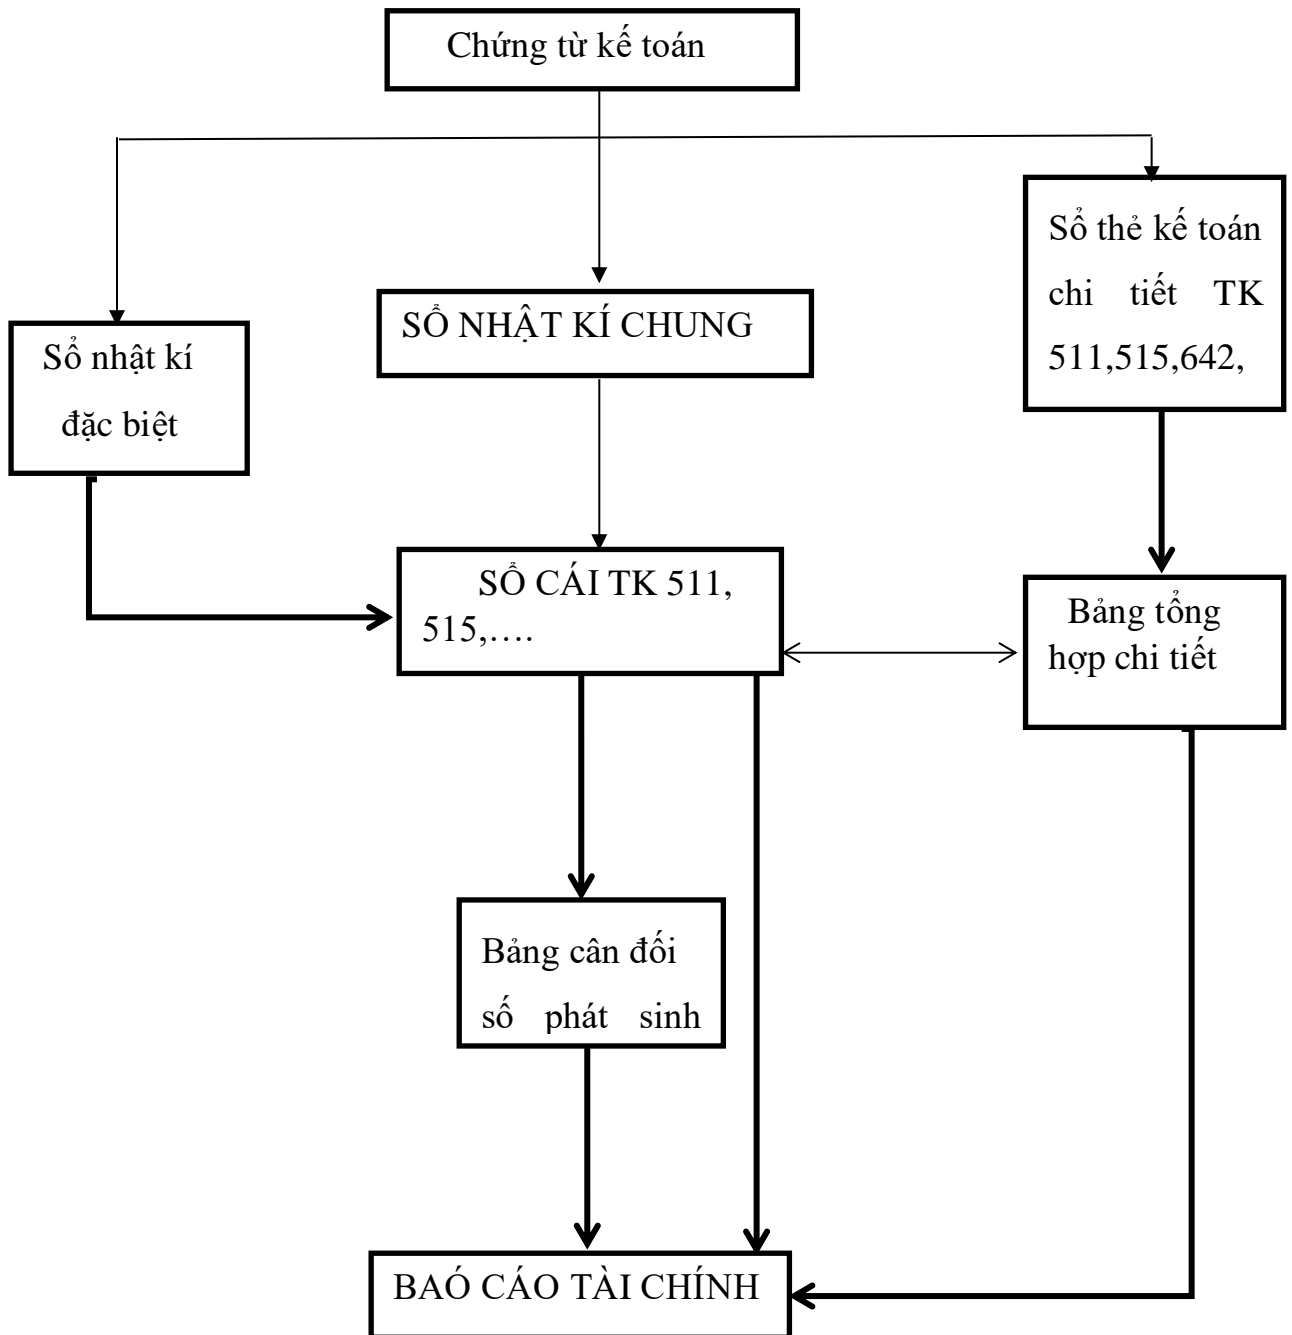 Chứng từ kế toán
Sổ thẻ kế toán
chi tiết TK
511,515,642,
SỔ NHẬT KÍ CHUNG
Sổ nhật kí
đặc biệt
SỔ CÁI TK 511,
515,….
Bảng tổng
hợp chi tiết
Bảng cân đối
số phát sinh
BAÓ CÁO TÀI CHÍNH